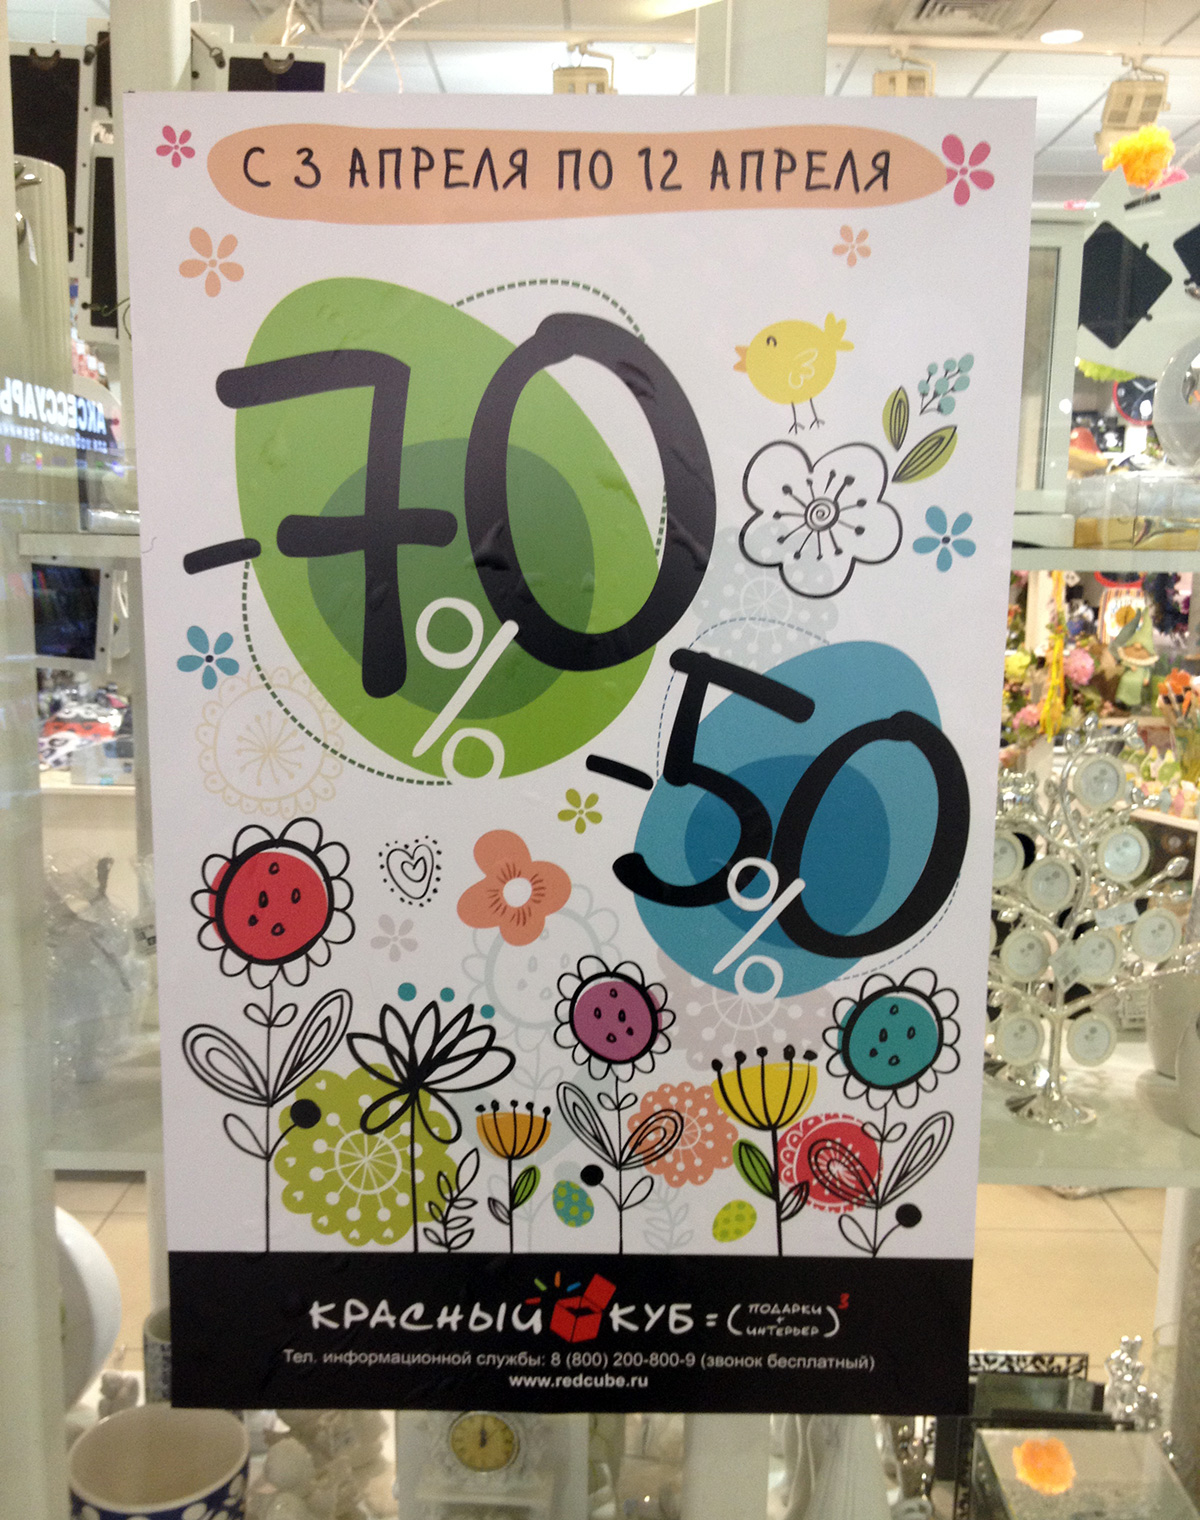 С 3 АПРЕЛЯ ПО 12 АПРЕЛЯ
-70%
-50%
АКСЕССУАРЫ
КРАСНЫЙ КУБ = (ПОДАРКИ + ИНТЕРЬЕР)³
Тел. информационной службы: 8 (800) 200-800-9 (звонок бесплатный)
www.redcube.ru